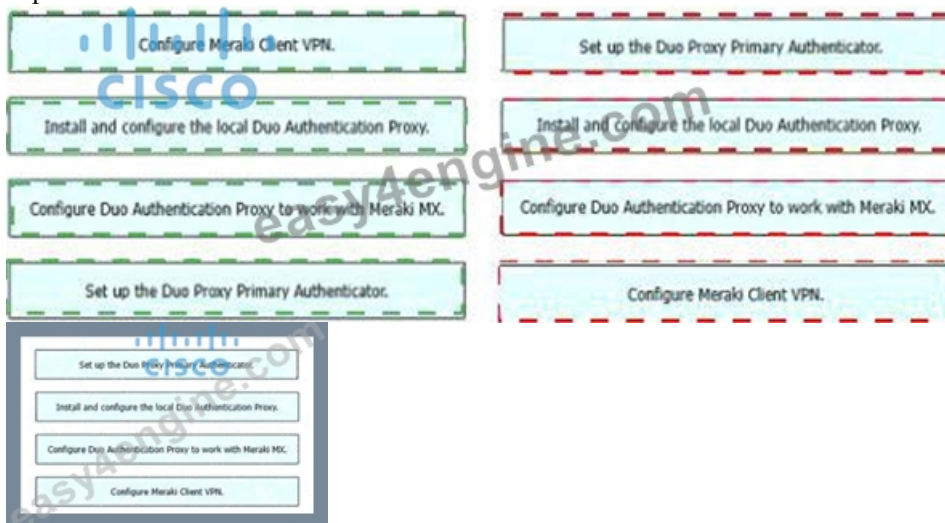 Configure Meraki Client VPN.
Set up the Duo Proxy Primary Authenticator.
CISCO
Install and configure the local Duo Authentication Proxy.
Install and configure the local Duo Authentication Proxy.
easy4engine.com
Configure Duo Authentication Proxy to work with Meraki MX.
Configure Duo Authentication Proxy to work with Meraki MX.
Set up the Duo Proxy Primary Authenticator.
Configure Meraki Client VPN.
CISCO
Set up the Duo Proxy Primary Authenticator.
Install and configure the local Duo Authentication Proxy.
easy4engine.com
Configure Duo Authentication Proxy to work with Meraki MX.
Configure Meraki Client VPN.